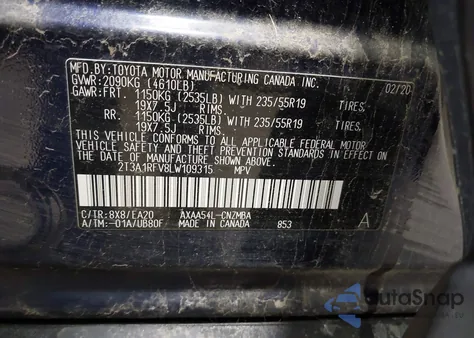 MFD.BY:TOYOTA MOTOR MANUFACTURING CANADA INC. 02/20
GVWR:2090KG (4610LB)
GAWR:FRT. 1150KG (2535LB) WITH 235/55R19 TIRES.
19X7.5J RIMS.
RR. 1150KG (2535LB) WITH 235/55R19 TIRES.
19X7.5J RIMS.
THIS VEHICLE CONFORMS TO ALL APPLICABLE FEDERAL MOTOR
VEHICLE SAFETY AND THEFT PREVENTION STANDARDS IN EFFECT
ON THE DATE OF MANUFACTURE SHOWN ABOVE.
2T3A1RFV8LW109315 MPV
C/TR:8X8/EA20 AXAA54L-CNZMBA A
A/TM:-01A/UB80F MADE IN CANADA 853
AutoSnap